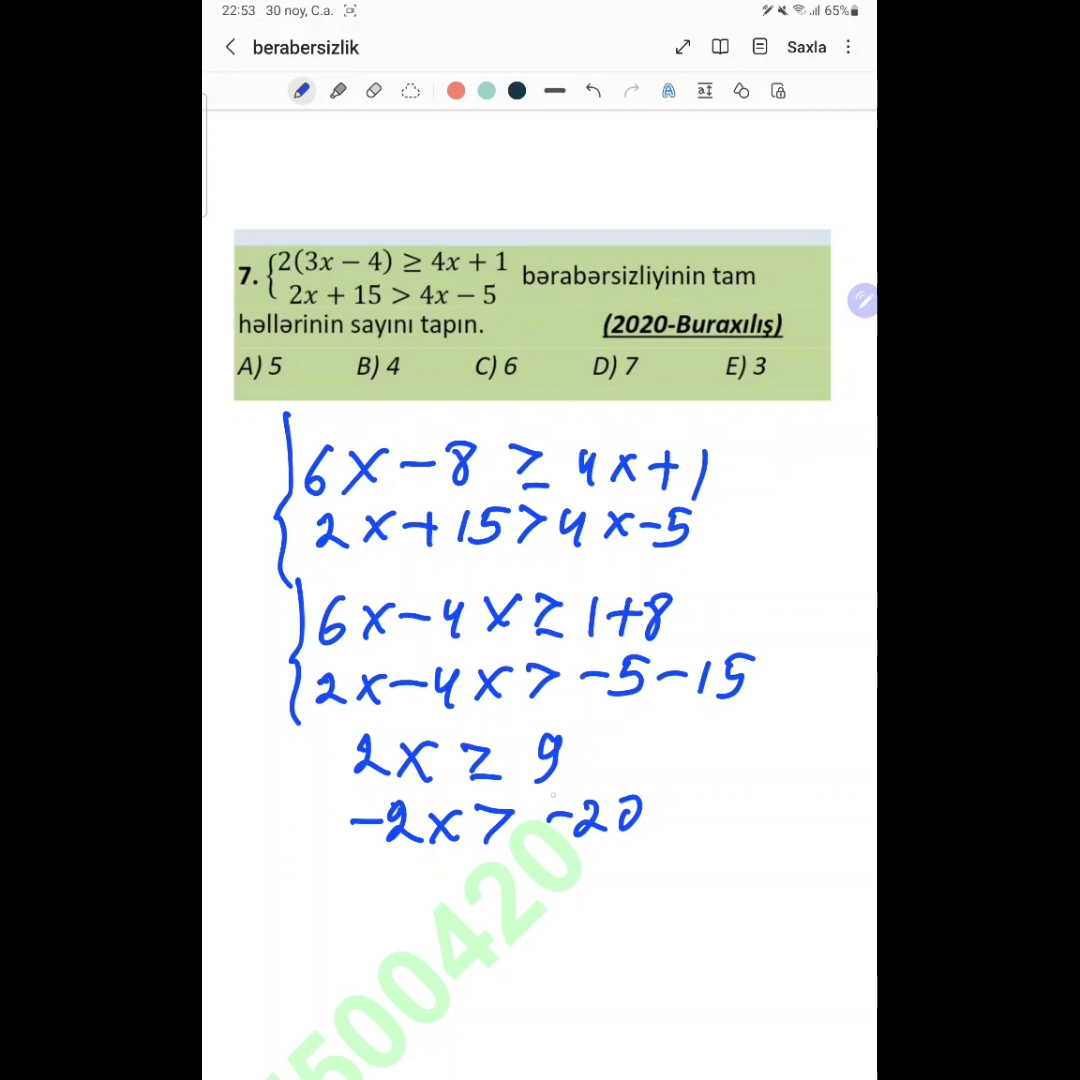 22:53 30 noy, C.a. 65%
berabersizlik Saxla
7. {2(3x − 4) ≥ 4x + 1
2x + 15 > 4x − 5 bərabərsizliyinin tam
həllərinin sayını tapın. (2020-Buraxılış)
A) 5 B) 4 C) 6 D) 7 E) 3
6x − 8 ≥ 4x + 1
2x + 15 > 4x − 5
6x − 4x ≥ 1 + 8
2x − 4x > −5 − 15
2x ≥ 9
−2x > −20
500420